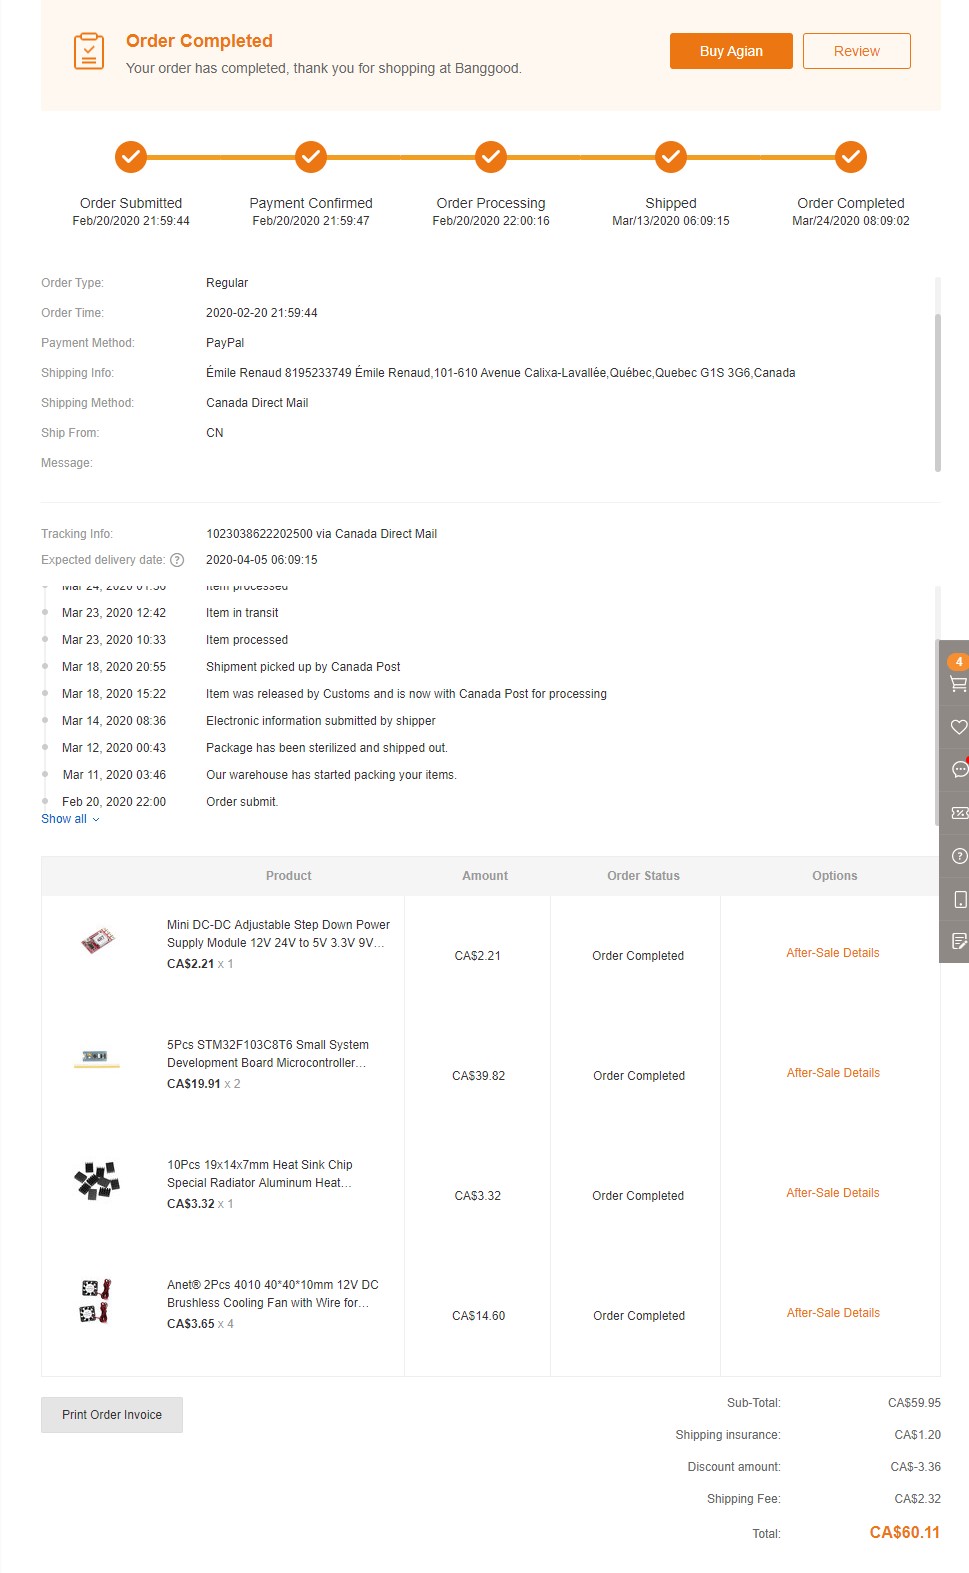 Order Completed
Your order has completed, thank you for shopping at Banggood.
Buy Agian
Review
Order Submitted
Feb/20/2020 21:59:44
Payment Confirmed
Feb/20/2020 21:59:47
Order Processing
Feb/20/2020 22:00:16
Shipped
Mar/13/2020 06:09:15
Order Completed
Mar/24/2020 08:09:02
Order Type: Regular
Order Time: 2020-02-20 21:59:44
Payment Method: PayPal
Shipping Info: Émile Renaud 8195233749 Émile Renaud,101-610 Avenue Calixa-Lavallée,Québec,Quebec G1S 3G6,Canada
Shipping Method: Canada Direct Mail
Ship From: CN
Message:
Tracking Info: 1023038622202500 via Canada Direct Mail
Expected delivery date: ? 2020-04-05 06:09:15
Mar 24, 2020 01:30 Item processed
Mar 23, 2020 12:42 Item in transit
Mar 23, 2020 10:33 Item processed
Mar 18, 2020 20:55 Shipment picked up by Canada Post
Mar 18, 2020 15:22 Item was released by Customs and is now with Canada Post for processing
Mar 14, 2020 08:36 Electronic information submitted by shipper
Mar 12, 2020 00:43 Package has been sterilized and shipped out.
Mar 11, 2020 03:46 Our warehouse has started packing your items.
Feb 20, 2020 22:00 Order submit.
Show all
4
Product Amount Order Status Options
Mini DC-DC Adjustable Step Down Power
Supply Module 12V 24V to 5V 3.3V 9V...
CA$2.21 x 1
CA$2.21
Order Completed
After-Sale Details
5Pcs STM32F103C8T6 Small System
Development Board Microcontroller...
CA$19.91 x 2
CA$39.82
Order Completed
After-Sale Details
10Pcs 19x14x7mm Heat Sink Chip
Special Radiator Aluminum Heat...
CA$3.32 x 1
CA$3.32
Order Completed
After-Sale Details
Anet® 2Pcs 4010 40*40*10mm 12V DC
Brushless Cooling Fan with Wire for...
CA$3.65 x 4
CA$14.60
Order Completed
After-Sale Details
Print Order Invoice
Sub-Total: CA$59.95
Shipping insurance: CA$1.20
Discount amount: CA$-3.36
Shipping Fee: CA$2.32
Total: CA$60.11